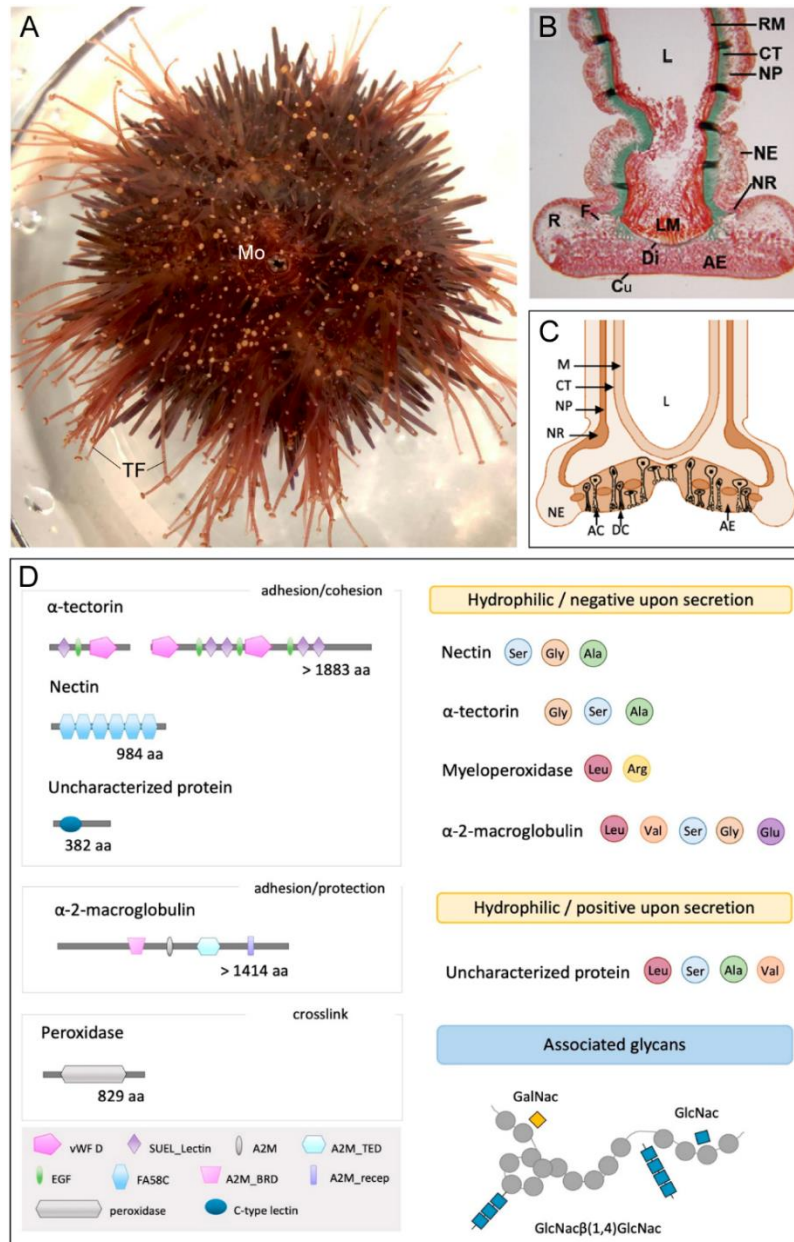 A
Mo
TF
B
RM
CT
NP
L
NE
NR
F
R
LM
Di
AE
Cu
C
M
CT
L
NP
NR
NE
AC
DC
AE
D
adhesion/cohesion
α-tectorin
> 1883 aa
Nectin
984 aa
Uncharacterized protein
382 aa
adhesion/protection
α-2-macroglobulin
> 1414 aa
crosslink
Peroxidase
829 aa
vWF D SUEL_Lectin A2M A2M_TED
EGF FA58C A2M_BRD A2M_recep
peroxidase C-type lectin
Hydrophilic / negative upon secretion
Nectin Ser Gly Ala
α-tectorin Gly Ser Ala
Myeloperoxidase Leu Arg
α-2-macroglobulin Leu Val Ser Gly Glu
Hydrophilic / positive upon secretion
Uncharacterized protein Leu Ser Ala Val
Associated glycans
GalNac
GlcNac
GlcNacβ(1,4)GlcNac